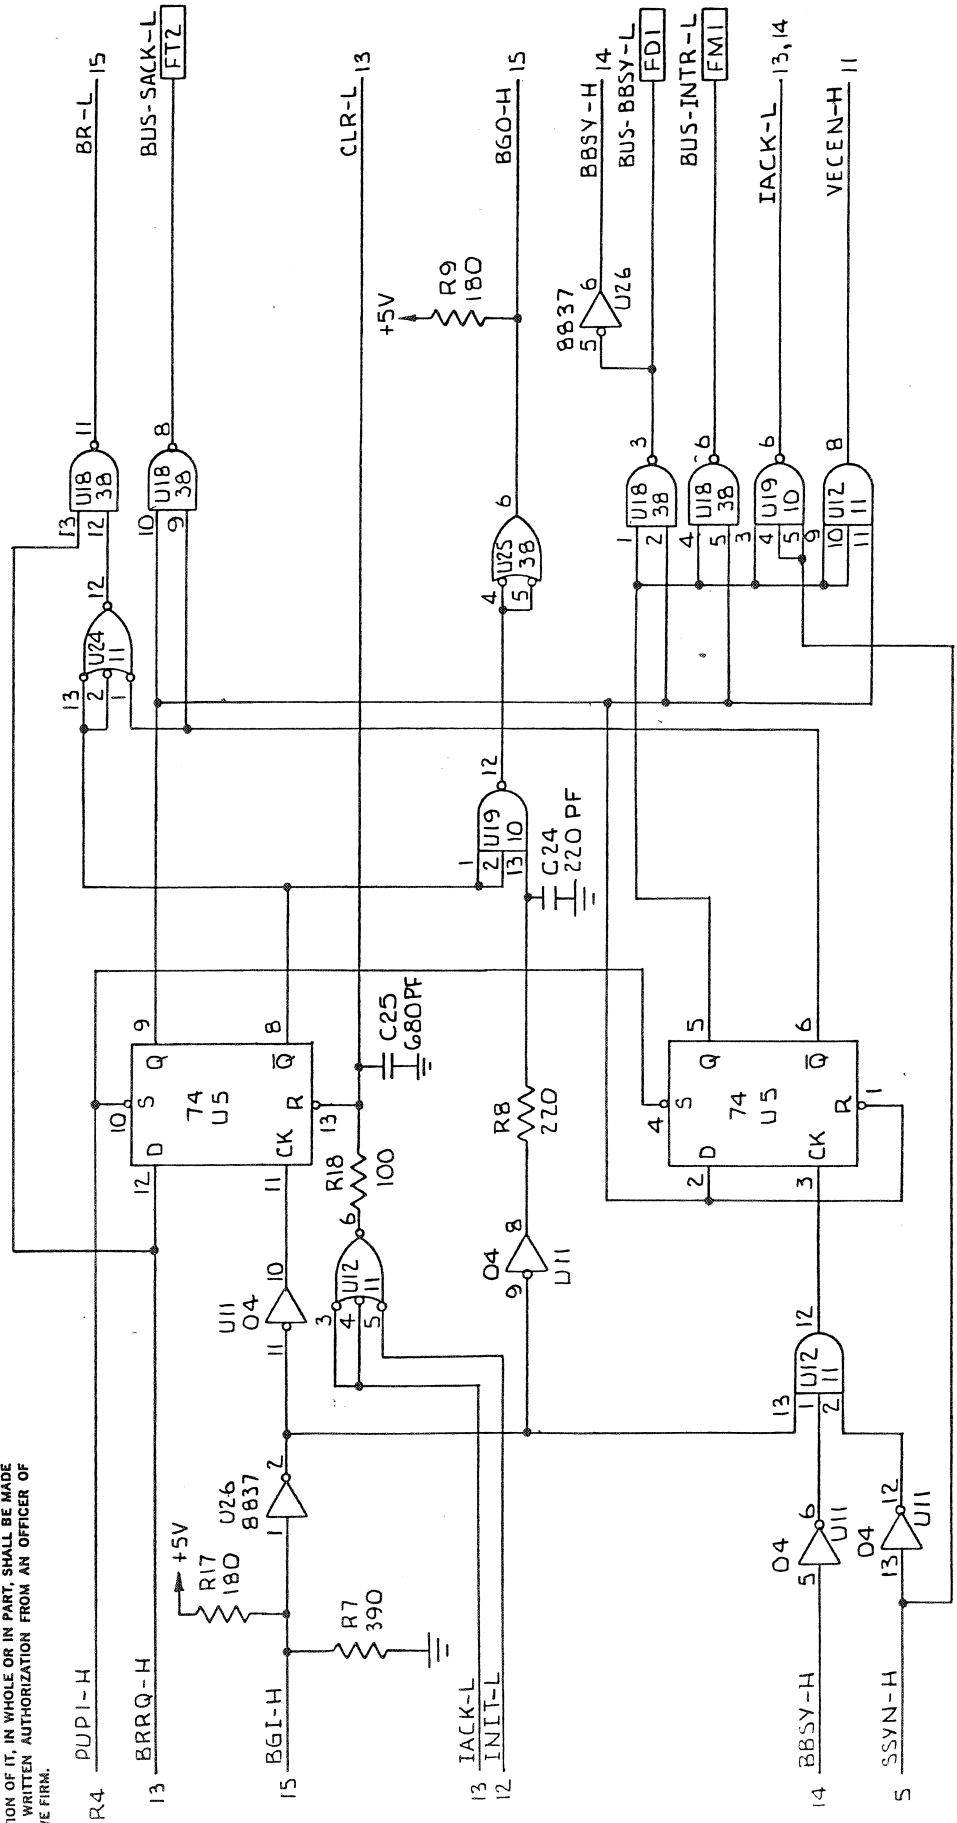 TION OF IT, IN WHOLE OR IN PART, SHALL BE MADE
WRITTEN AUTHORIZATION FROM AN OFFICER OF
VE FIRM.
R4 PUP1-H
13 BRRQ-H
15 BGI-H
13 IACK-L
12 INIT-L
14 BBSY-H
5 SSYN-H
+5V
R17
180
R7
390
1 U26 2
8837
11 U11 10
04
3
4 U12 6
5 11
R18
100
9 04 8
U11
R8
220
5 04 6
U11
13 04 12
U11
13
1 U12 12
2 11
10
12 D S Q 9
74
U5
11 CK R Q 8
13
C25
680PF
4
2 D S Q 5
74
U5
3 CK R Q 6
1
1
2 U19 12
13 10
C24
220PF
13
2 U24 12
1 11
13 U18 11
12 38
10 U18 8
9 38
4 U25 6
5 38
+5V
R9
180
8837
5 6
U26
1 U18 3
2 38
4 U18 6
5 38
3
4 U19 6
5 10
9
10 U12 8
11 11
BR-L 15
BUS-SACK-L FT2
CLR-L 13
BGO-H 15
BBSY-H 14
BUS-BBSY-L FD1
BUS-INTR-L FM1
IACK-L 13,14
VECEN-H 11